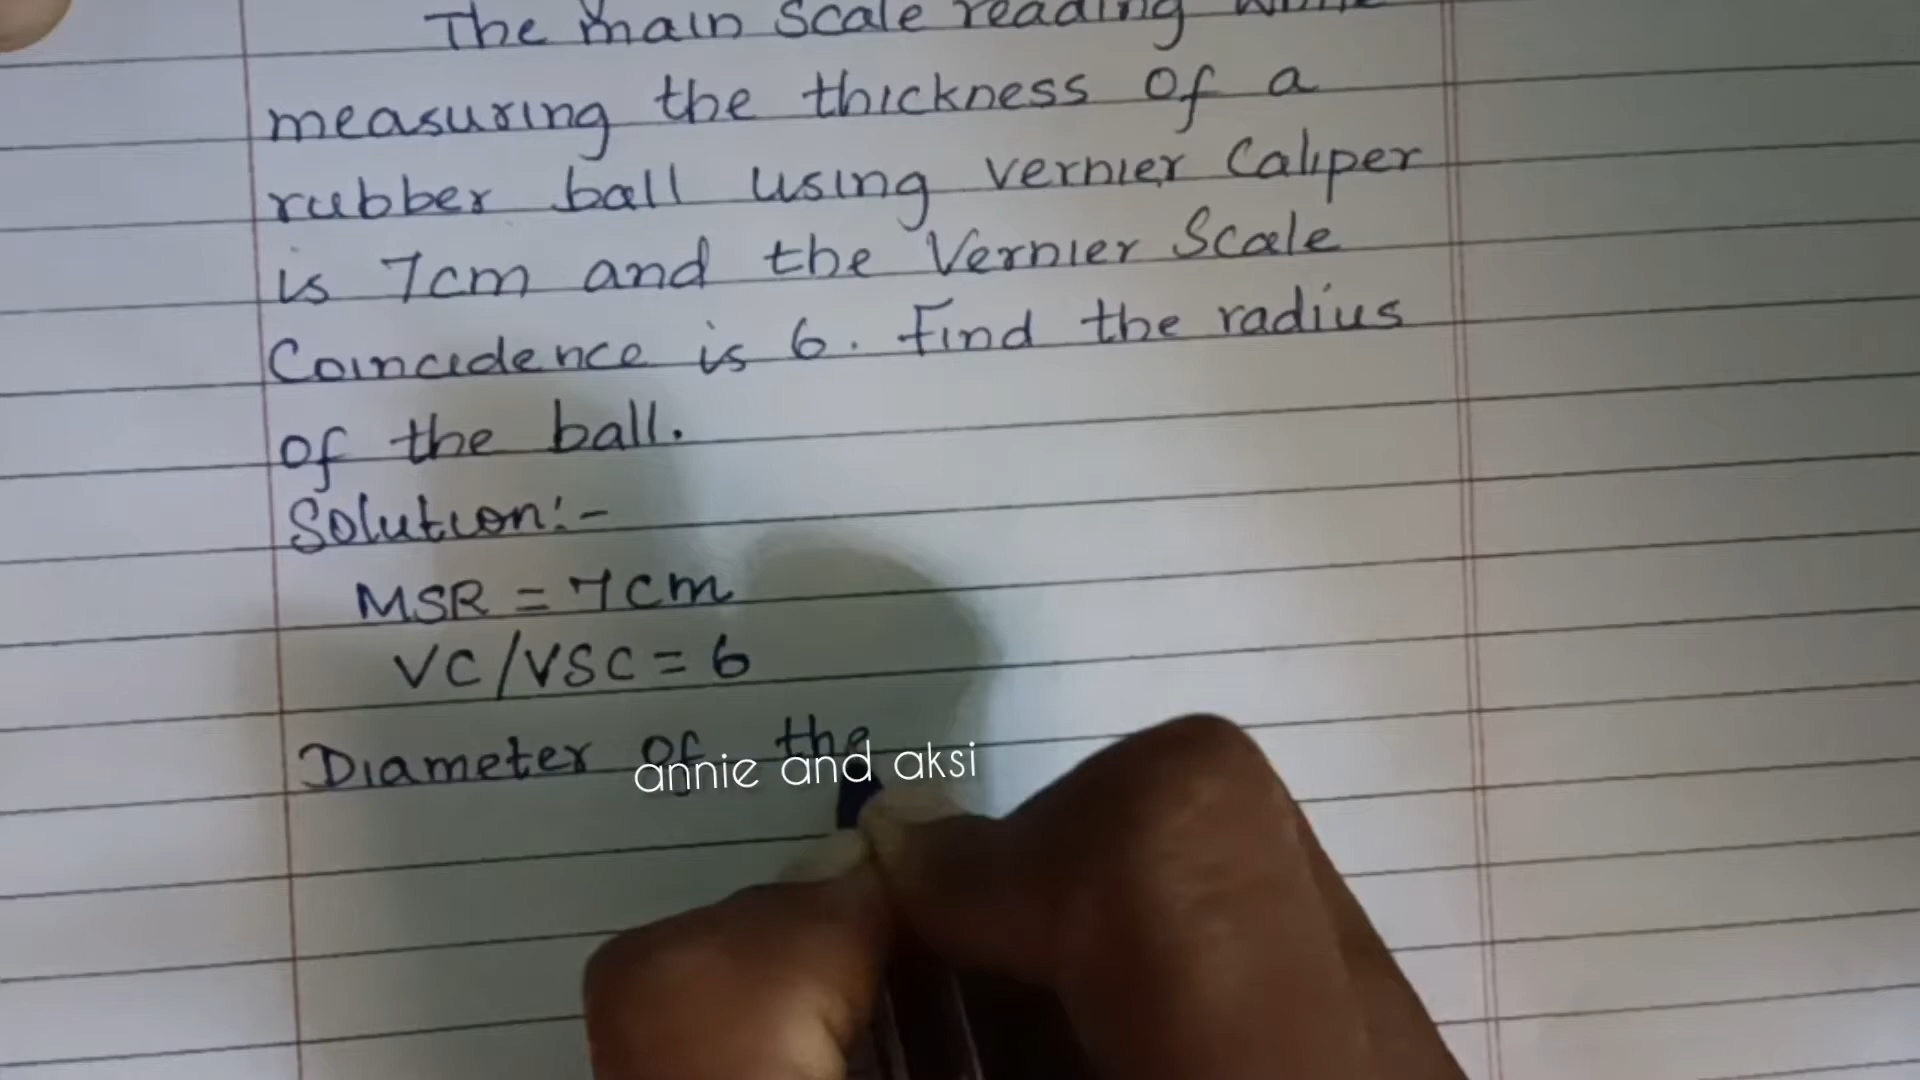 The main scale reading while
measuring the thickness of a
rubber ball using vernier caliper
is 7cm and the Vernier Scale
Coincidence is 6. Find the radius
of the ball.
Solution:-
MSR = 7cm
VC/VSC = 6
Diameter of the
annie and aksi